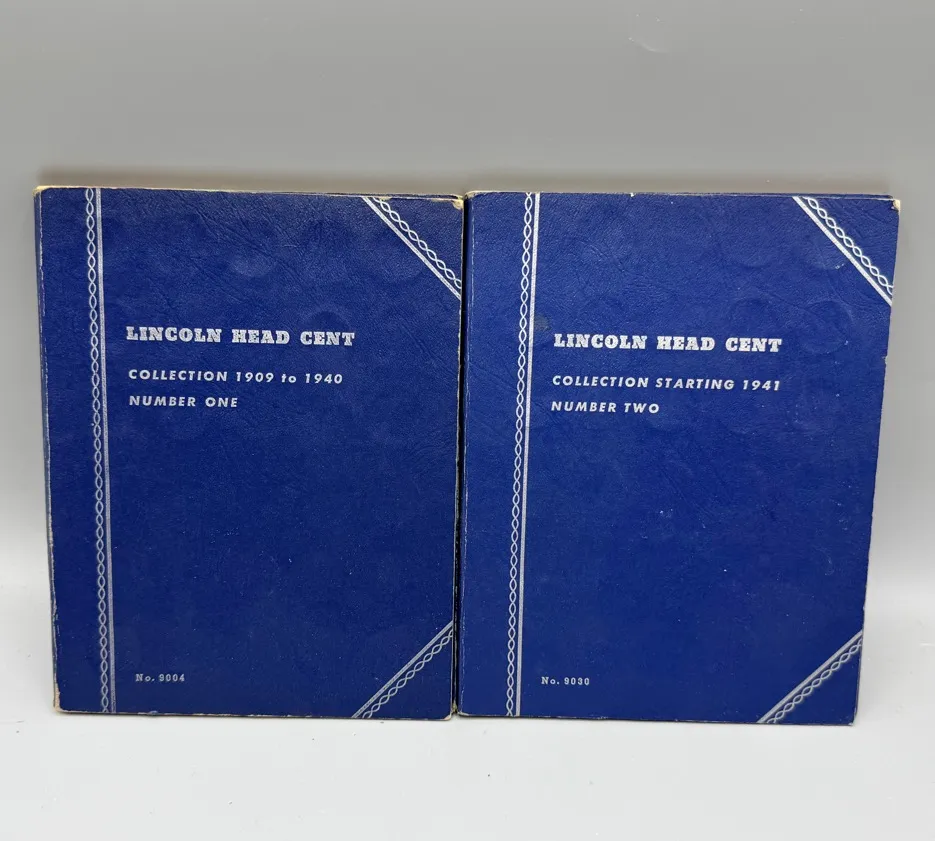 LINCOLN HEAD CENT
COLLECTION 1909 to 1940
NUMBER ONE
No. 9004
LINCOLN HEAD CENT
COLLECTION STARTING 1941
NUMBER TWO
No. 9030